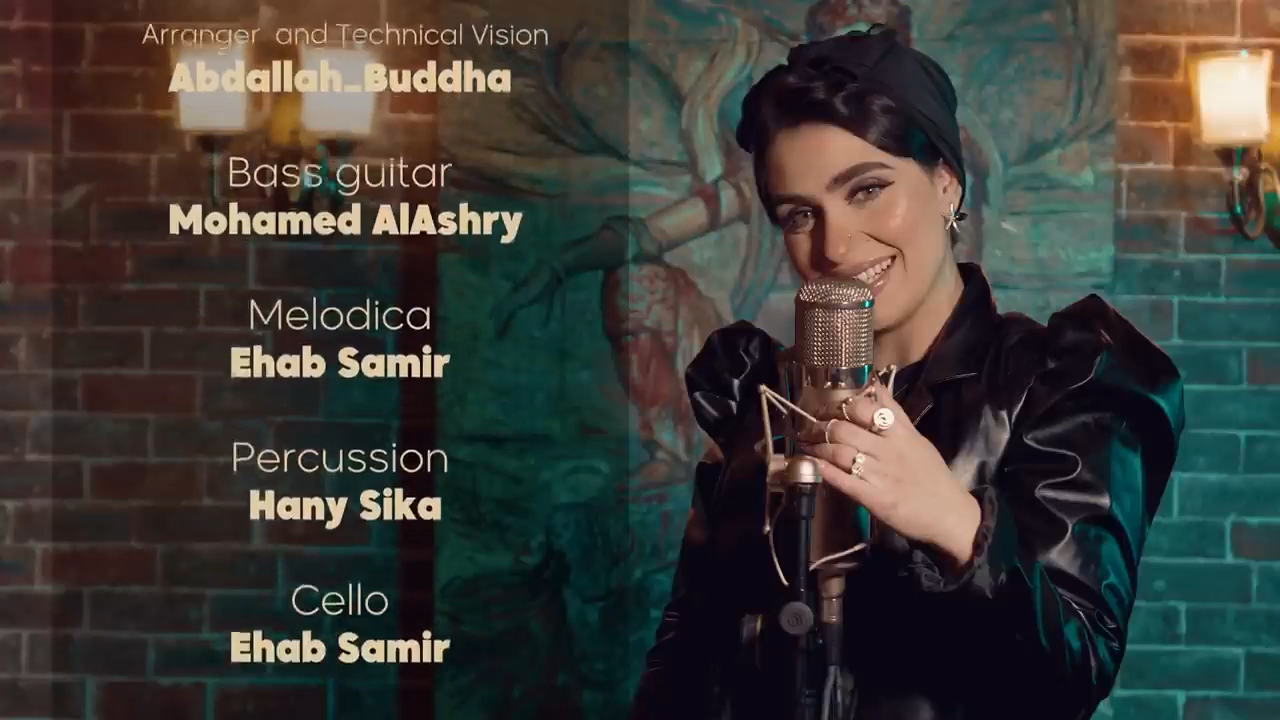 Arranger and Technical Vision
Abdallah_Buddha
Bass guitar
Mohamed AlAshry
Melodica
Ehab Samir
Percussion
Hany Sika
Cello
Ehab Samir